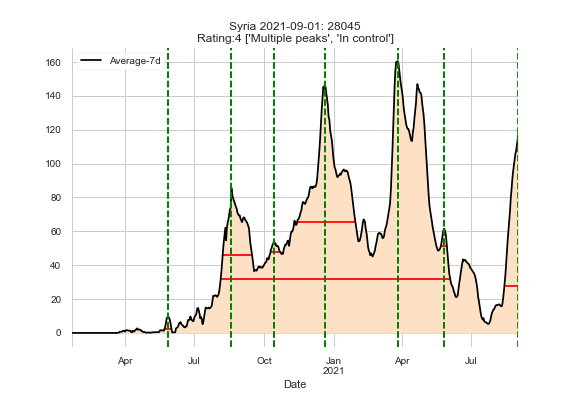 Syria 2021-09-01: 28045
Rating:4 ['Multiple peaks', 'In control']
Average-7d
160
140
120
100
80
60
40
20
0
Apr Jul Oct Jan Apr Jul
2021
Date